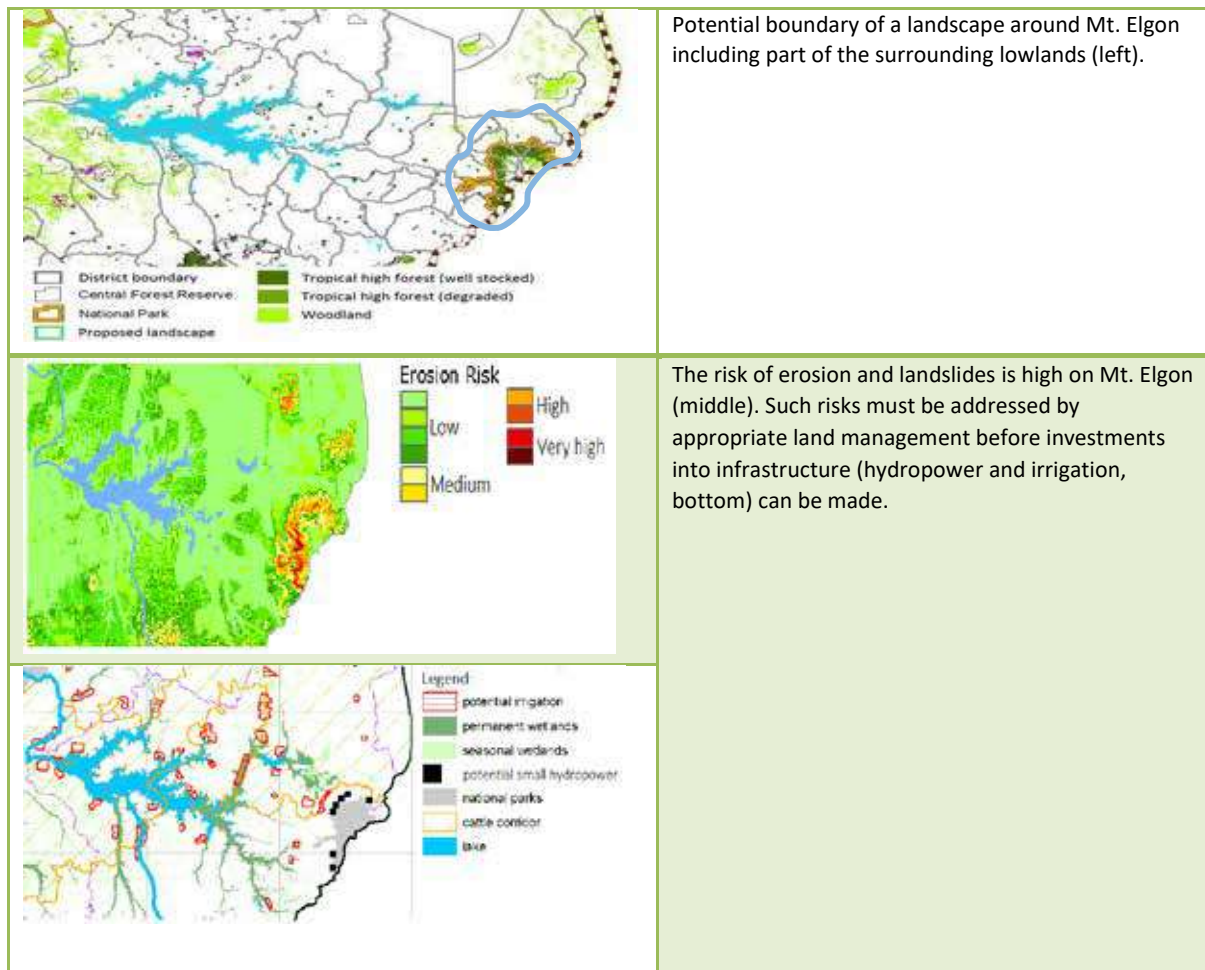 Potential boundary of a landscape around Mt. Elgon
including part of the surrounding lowlands (left).
District boundary
Central Forest Reserve
National Park
Proposed landscape
Tropical high forest (well stocked)
Tropical high forest (degraded)
Woodland
Erosion Risk
Low
Medium
High
Very high
The risk of erosion and landslides is high on Mt. Elgon
(middle). Such risks must be addressed by
appropriate land management before investments
into infrastructure (hydropower and irrigation,
bottom) can be made.
Legend
potential irrigation
permanent wetlands
seasonal wetlands
potential small hydropower
national parks
cattle corridor
lake